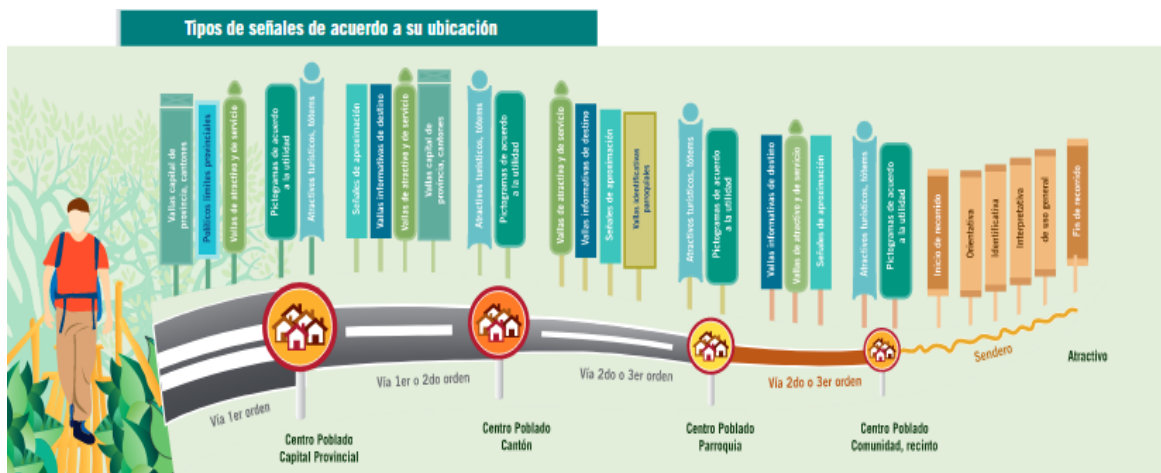 Tipos de señales de acuerdo a su ubicación
Vallas capital de
provincia, cantones
Públicos límites provinciales
Vallas de atractiva y de servicio
Pictogramas de acuerdo
a la utilidad
Atractivos turísticos, tótems
Señales de aproximación
Vallas informativas de destino
Vallas de atractiva y de servicio
Vallas capital de
provincia, cantones
Atractivos turísticos, tótems
Pictogramas de acuerdo
a la utilidad
Vallas de atractiva y de servicio
Vallas informativas de destino
Señales de aproximación
Vallas identificativas
parroquiales
Atractivos turísticos, tótems
Pictogramas de acuerdo
a la utilidad
Vallas informativas de destino
Vallas de atractivo y de servicio
Señales de aproximación
Atractivos turísticos, tótems
Pictogramas de acuerdo
a la utilidad
Inicio de recorrido
Orientativa
Identificativa
Interpretativa
de uso general
Fin de recorrido
Vía 1er orden
Vía 1er o 2do orden
Vía 2do o 3er orden
Vía 2do o 3er orden
Sendero
Atractivo
Centro Poblado
Capital Provincial
Centro Poblado
Cantón
Centro Poblado
Parroquia
Centro Poblado
Comunidad, recinto